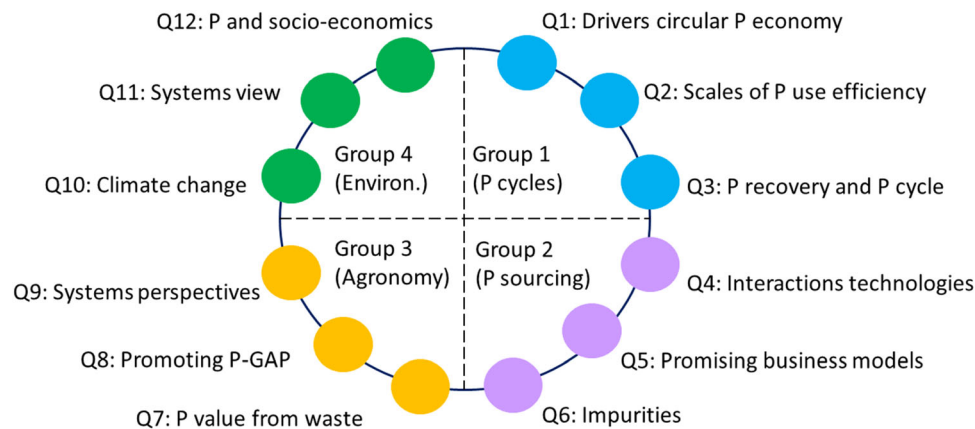 Q12: P and socio-economics
Q1: Drivers circular P economy
Q11: Systems view
Q2: Scales of P use efficiency
Group 4
(Environ.)
Group 1
(P cycles)
Q10: Climate change
Q3: P recovery and P cycle
Group 3
(Agronomy)
Group 2
(P sourcing)
Q9: Systems perspectives
Q4: Interactions technologies
Q8: Promoting P-GAP
Q5: Promising business models
Q7: P value from waste
Q6: Impurities